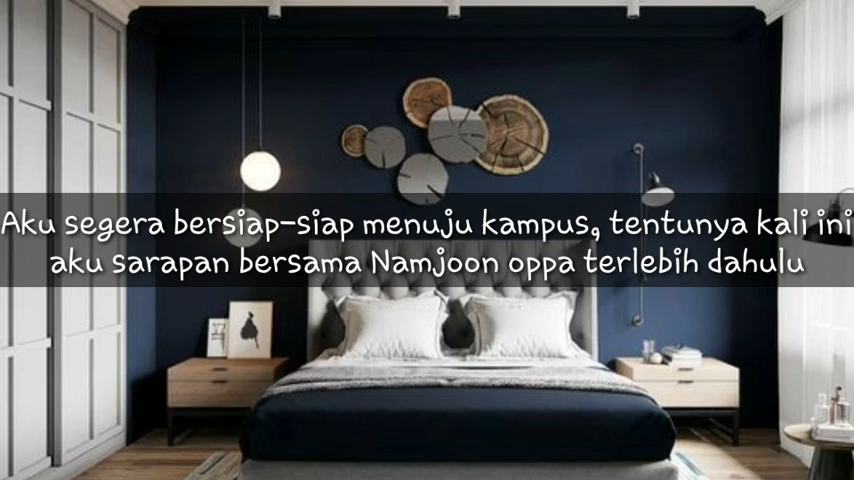 Aku segera bersiap-siap menuju kampus, tentunya kali ini
aku sarapan bersama Namjoon oppa terlebih dahulu